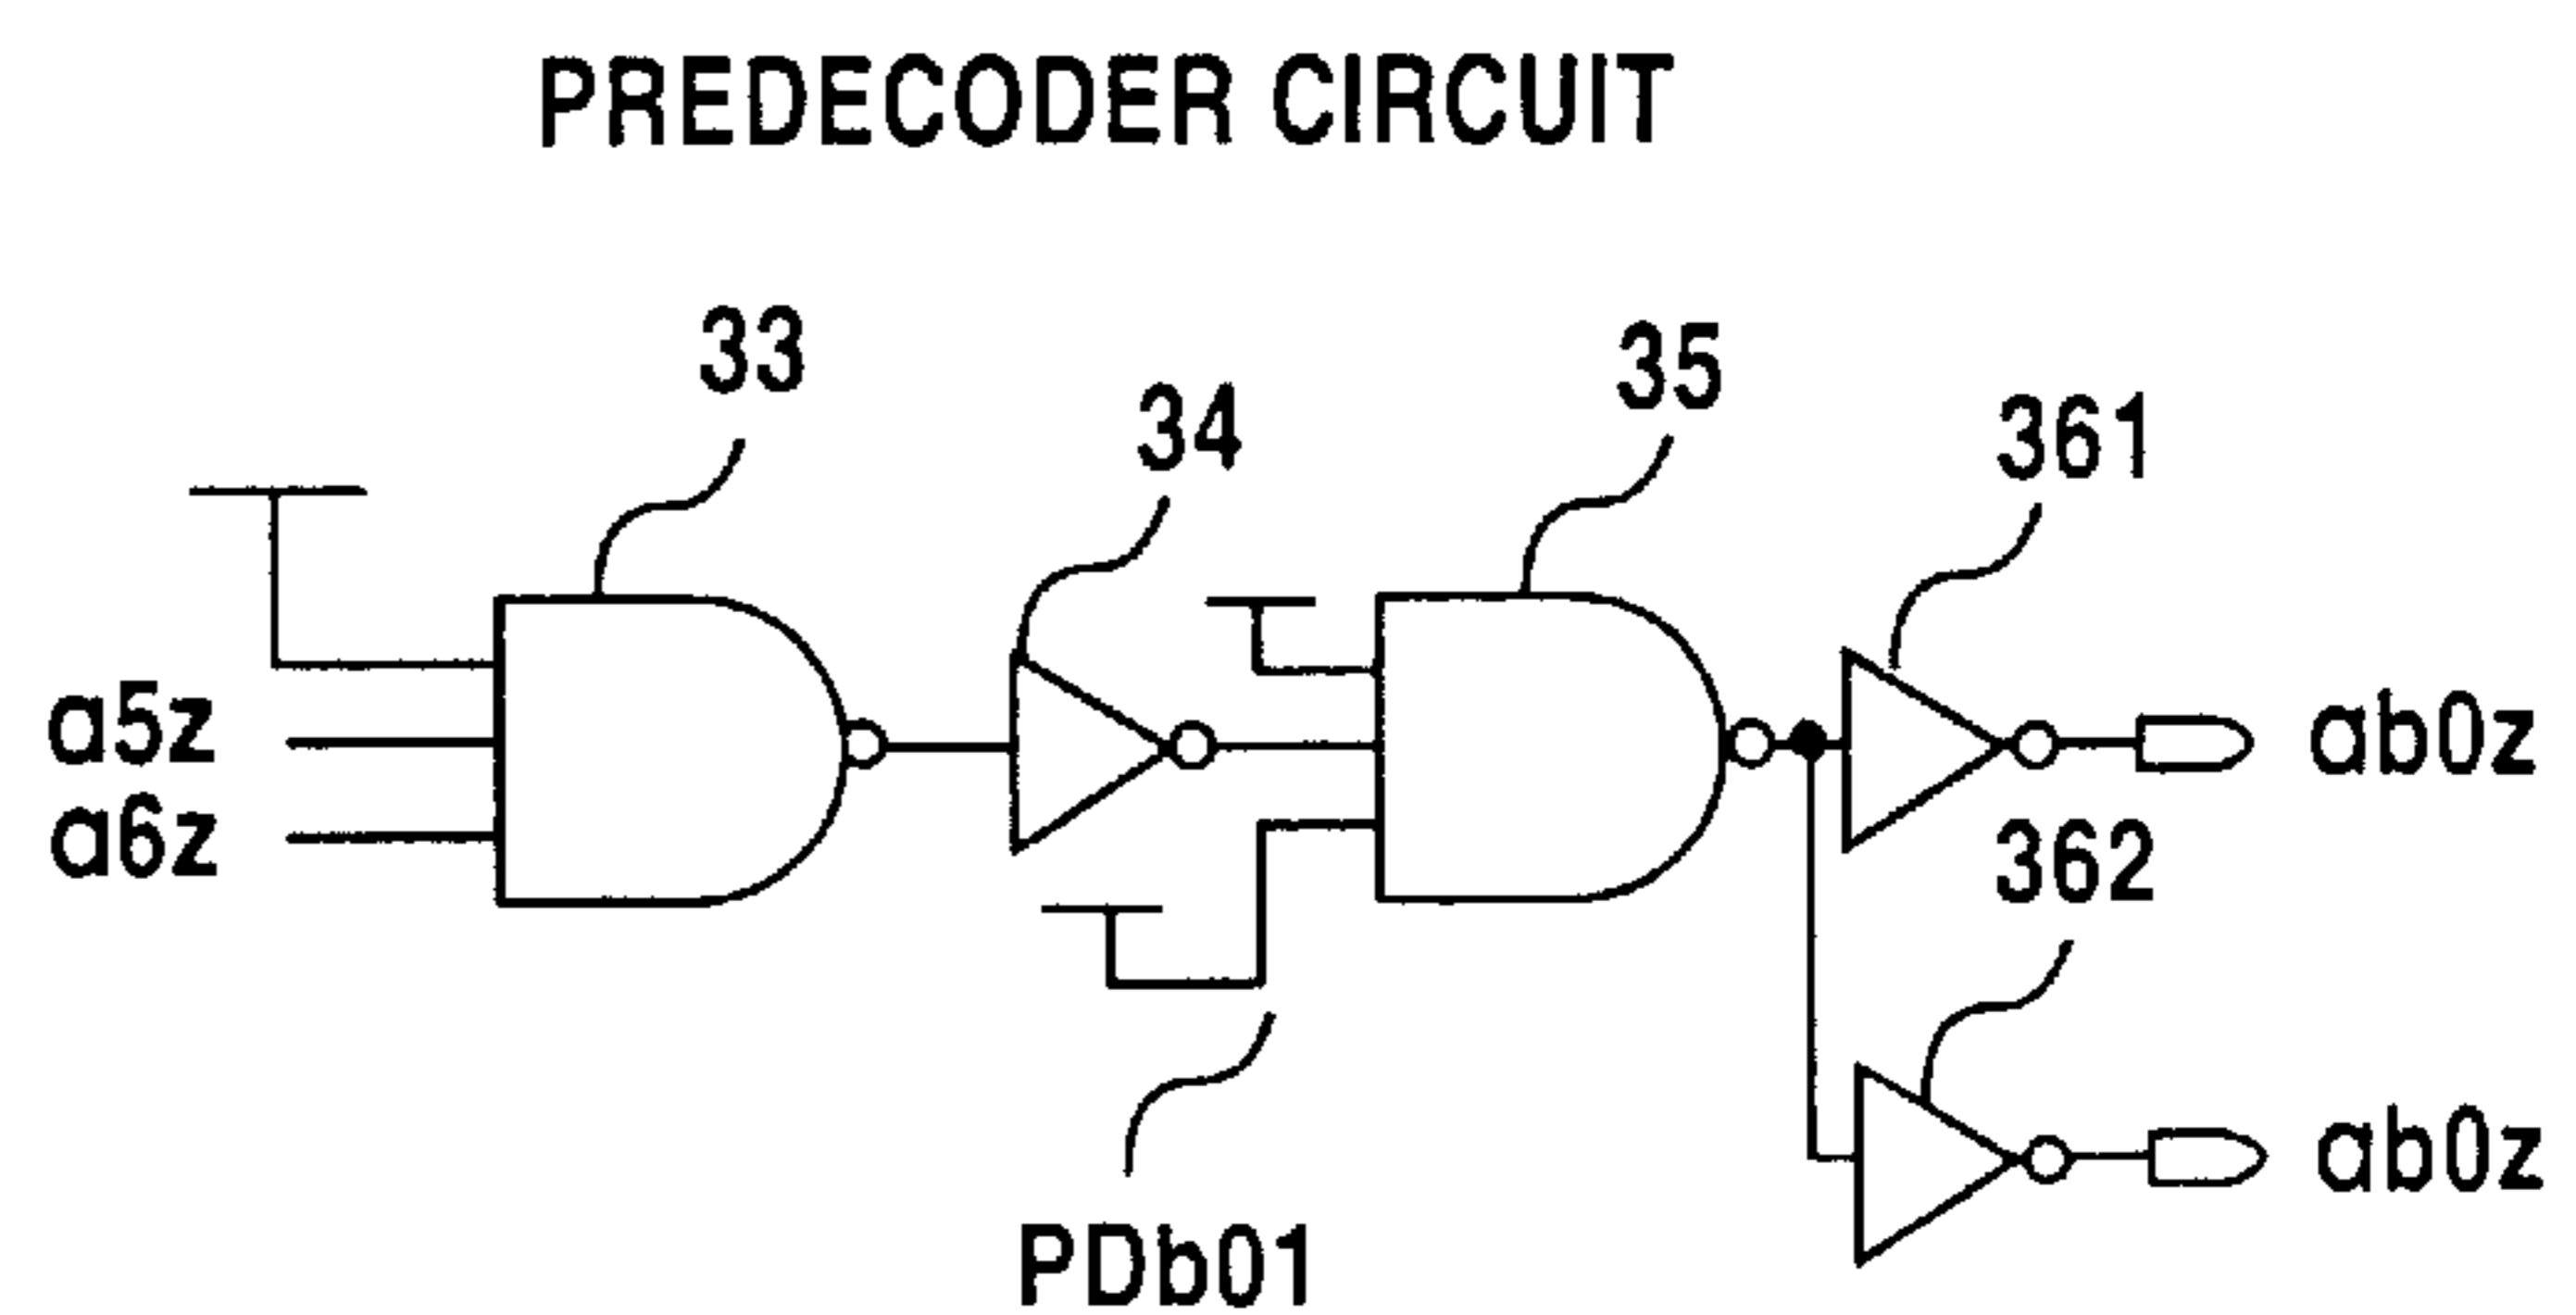 PREDECODER CIRCUIT
33
34
35
361
a5z
a6z
ab0z
362
ab0z
PDb01